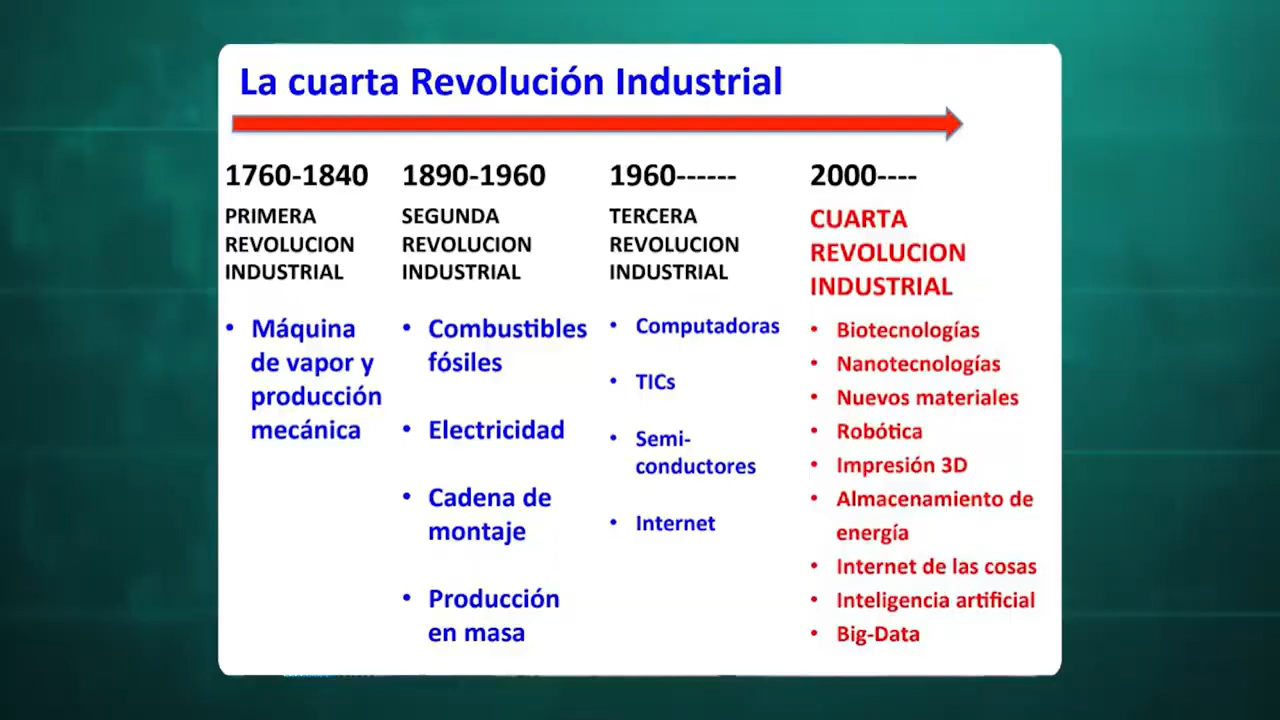 La cuarta Revolución Industrial
1760-1840
PRIMERA
REVOLUCION
INDUSTRIAL
• Máquina
de vapor y
producción
mecánica
1890-1960
SEGUNDA
REVOLUCION
INDUSTRIAL
• Combustibles
fósiles
• Electricidad
• Cadena de
montaje
• Producción
en masa
1960------
TERCERA
REVOLUCION
INDUSTRIAL
• Computadoras
• TICs
• Semi-
conductores
• Internet
2000----
CUARTA
REVOLUCION
INDUSTRIAL
• Biotecnologías
• Nanotecnologías
• Nuevos materiales
• Robótica
• Impresión 3D
• Almacenamiento de
energía
• Internet de las cosas
• Inteligencia artificial
• Big-Data